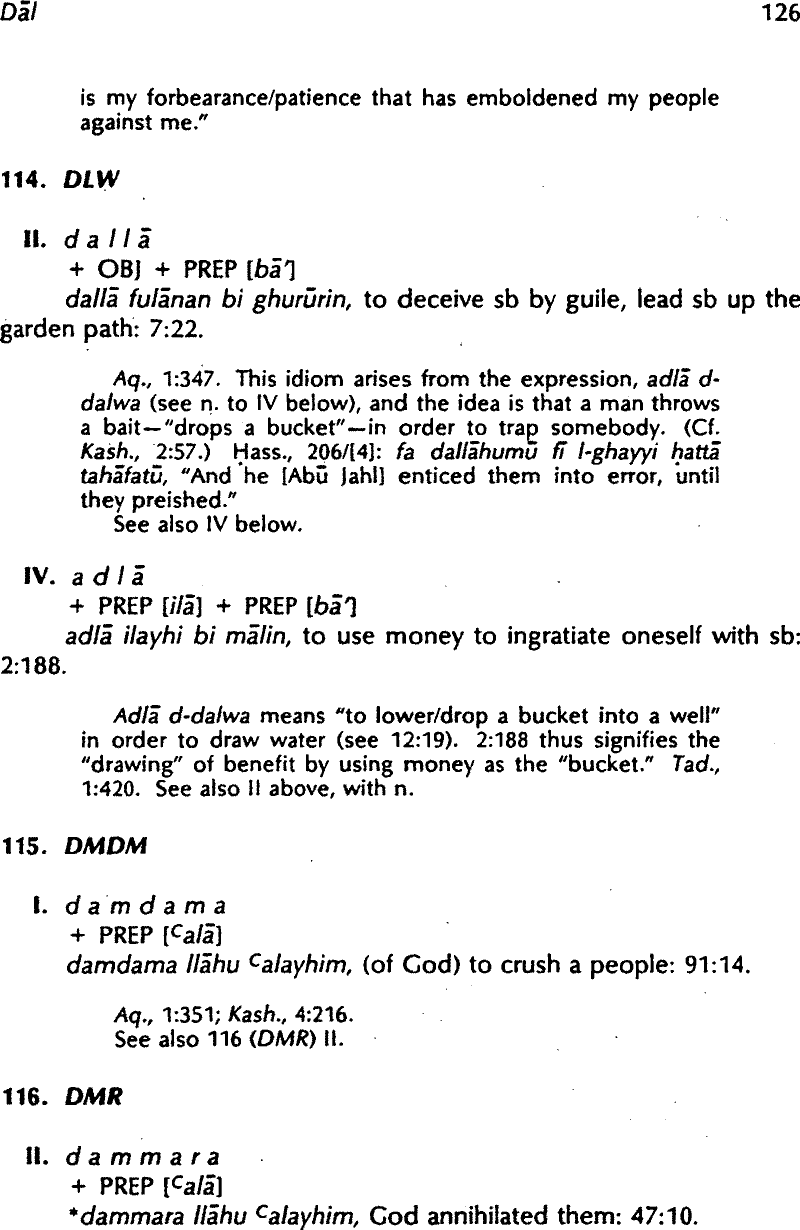 Dāl 126
is my forbearance/patience that has emboldened my people
against me."
114. DLW
II. d a l l ā
+ OBJ + PREP [bā']
dallā fulānan bi ghurūrin, to deceive sb by guile, lead sb up the
garden path: 7:22.
Aq., 1:347. This idiom arises from the expression, adlā d-
dalwa (see n. to IV below), and the idea is that a man throws
a bait—"drops a bucket"—in order to trap somebody. (Cf.
Kash., 2:57.) Ḥass., 206/[4]: fa dallāhumū fī l-ghayyi ḥattā
tahāfatū, "And he [Abū Jahl] enticed them into error, until
they preished."
See also IV below.
IV. a d l ā
+ PREP [ilā] + PREP [bā']
adlā ilayhi bi mālin, to use money to ingratiate oneself with sb:
2:188.
Adlā d-dalwa means "to lower/drop a bucket into a well"
in order to draw water (see 12:19). 2:188 thus signifies the
"drawing" of benefit by using money as the "bucket." Tad.,
1:420. See also II above, with n.
115. DMDM
I. d a m d a m a
+ PREP [ᶜalā]
damdama llāhu ᶜalayhim, (of God) to crush a people: 91:14.
Aq., 1:351; Kash., 4:216.
See also 116 (DMR) II.
116. DMR
II. d a m m a r a
+ PREP [ᶜalā]
*dammara llāhu ᶜalayhim, God annihilated them: 47:10.